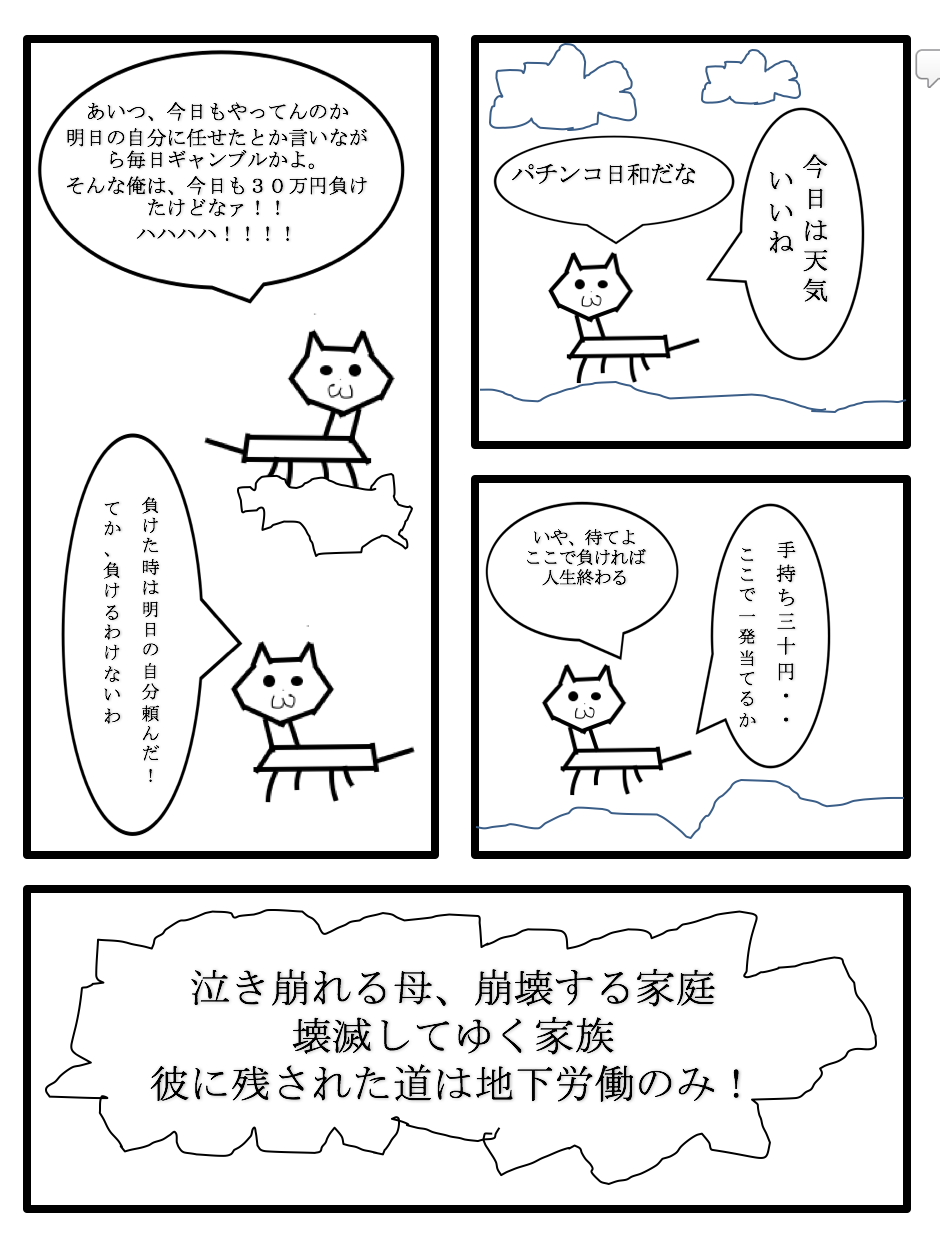 今日は天気
いいね
パチンコ日和だな
手持ち三十円・・
ここで一発当てるか
いや、待てよ
ここで負ければ
人生終わる
あいつ、今日もやってんのか
明日の自分に任せたとか言いなが
ら毎日ギャンブルかよ。
そんな俺は、今日も３０万円負け
たけどなァ！！
ハハハハ！！！！
負けた時は明日の自分頼んだ！
てか、負けるわけないわ
泣き崩れる母、崩壊する家庭
壊滅してゆく家族
彼に残された道は地下労働のみ！